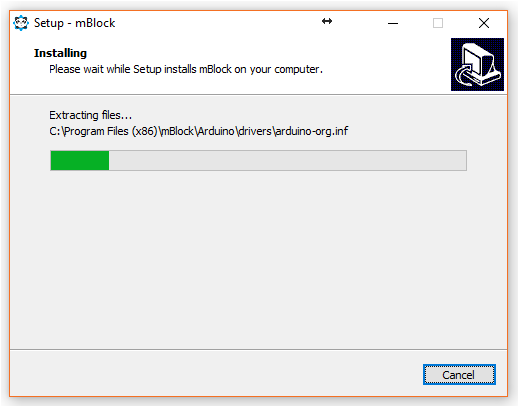 Setup - mBlock
Installing
Please wait while Setup installs mBlock on your computer.
Extracting files...
C:\Program Files (x86)\mBlock\Arduino\drivers\arduino-org.inf
Cancel